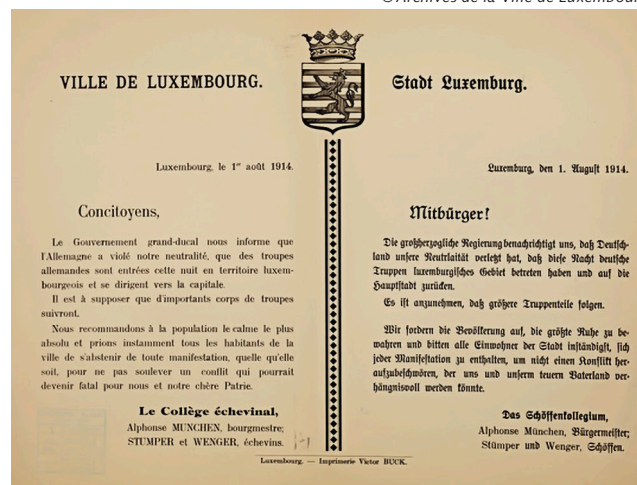 ©Archives de la Ville de Luxembour
VILLE DE LUXEMBOURG.
Luxembourg, le 1er août 1914.
Concitoyens,
Le Gouvernement grand-ducal nous informe que
l'Allemagne a violé notre neutralité, que des troupes
allemandes sont entrées cette nuit en territoire luxem-
bourgeois et se dirigent vers la capitale.
Il est à supposer que d'importants corps de troupes
suivront.
Nous recommandons à la population le calme le plus
absolu et prions instamment tous les habitants de la
ville de s'abstenir de toute manifestation, quelle qu'elle
soit, pour ne pas soulever un conflit qui pourrait
devenir fatal pour nous et notre chère Patrie.
Le Collège échevinal,
Alphonse MUNCHEN, bourgmestre;
STUMPER et WENGER, échevins.
Stadt Luxemburg.
Luxemburg, den 1. August 1914.
Mitbürger!
Die großherzogliche Regierung benachrichtigt uns, daß Deutsch-
land unsere Neutrlaität verletzt hat, daß diese Nacht deutsche
Truppen luxemburgisches Gebiet betreten haben und auf die
Hauptstadt zurücken.
Es ist anzunehmen, daß größere Truppenteile folgen.
Wir fordern die Bevölkerung auf, die größte Ruhe zu be-
wahren und bitten alle Einwohner der Stadt inständigst, sich
jeder Manifestation zu enthalten, um nicht einen Konflikt her-
aufzubeschwören, der uns und unserm teuern Vaterland ver-
hängnisvoll werden könnte.
Das Schöffenkollegium,
Alphonse München, Bürgermeister;
Stümper und Wenger, Schöffen.
Luxembourg. — Imprimerie Victor BUCK.